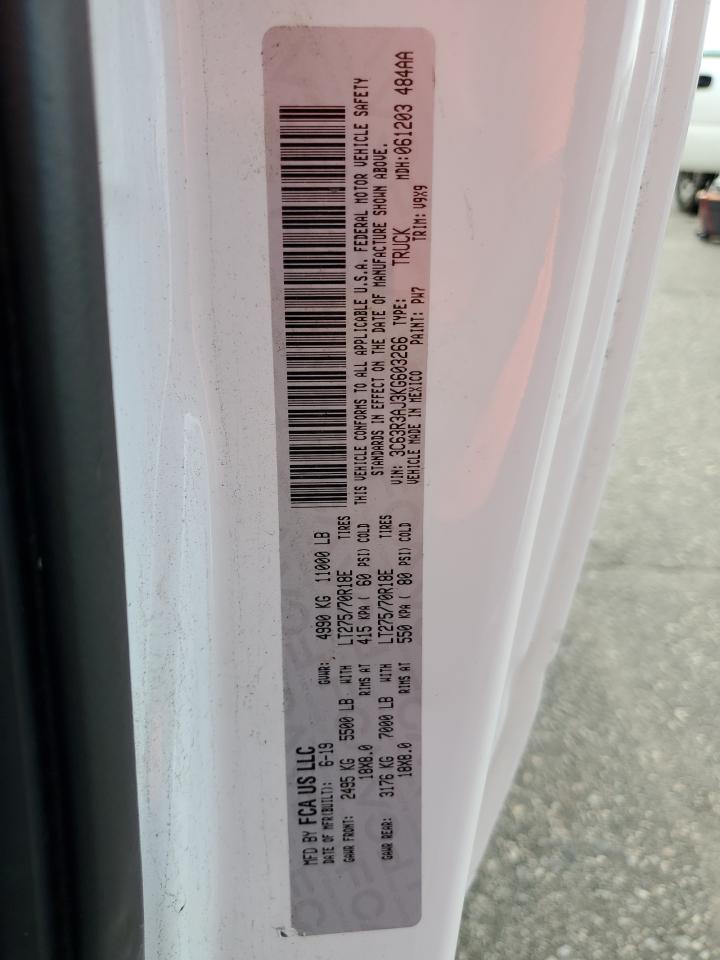 MFD BY FCA US LLC
DATE OF MFR(BUILT): 6-19 GVWR: 4990 KG 11000 LB
GAWR FRONT: 2495 KG 5500 LB WITH LT275/70R18E TIRES
18X8.0 RIMS AT 415 KPA ( 60 PSI) COLD
GAWR REAR: 3176 KG 7000 LB WITH LT275/70R18E TIRES
18X8.0 RIMS AT 550 KPA ( 80 PSI) COLD
THIS VEHICLE CONFORMS TO ALL APPLICABLE U.S.A. FEDERAL MOTOR VEHICLE SAFETY
STANDARDS IN EFFECT ON THE DATE OF MANUFACTURE SHOWN ABOVE.
VIN: 3C63R3AJ3KG603266 TYPE: TRUCK MDH:061203 484AA
VEHICLE MADE IN MEXICO PAINT: PW7 TRIM: V9X9